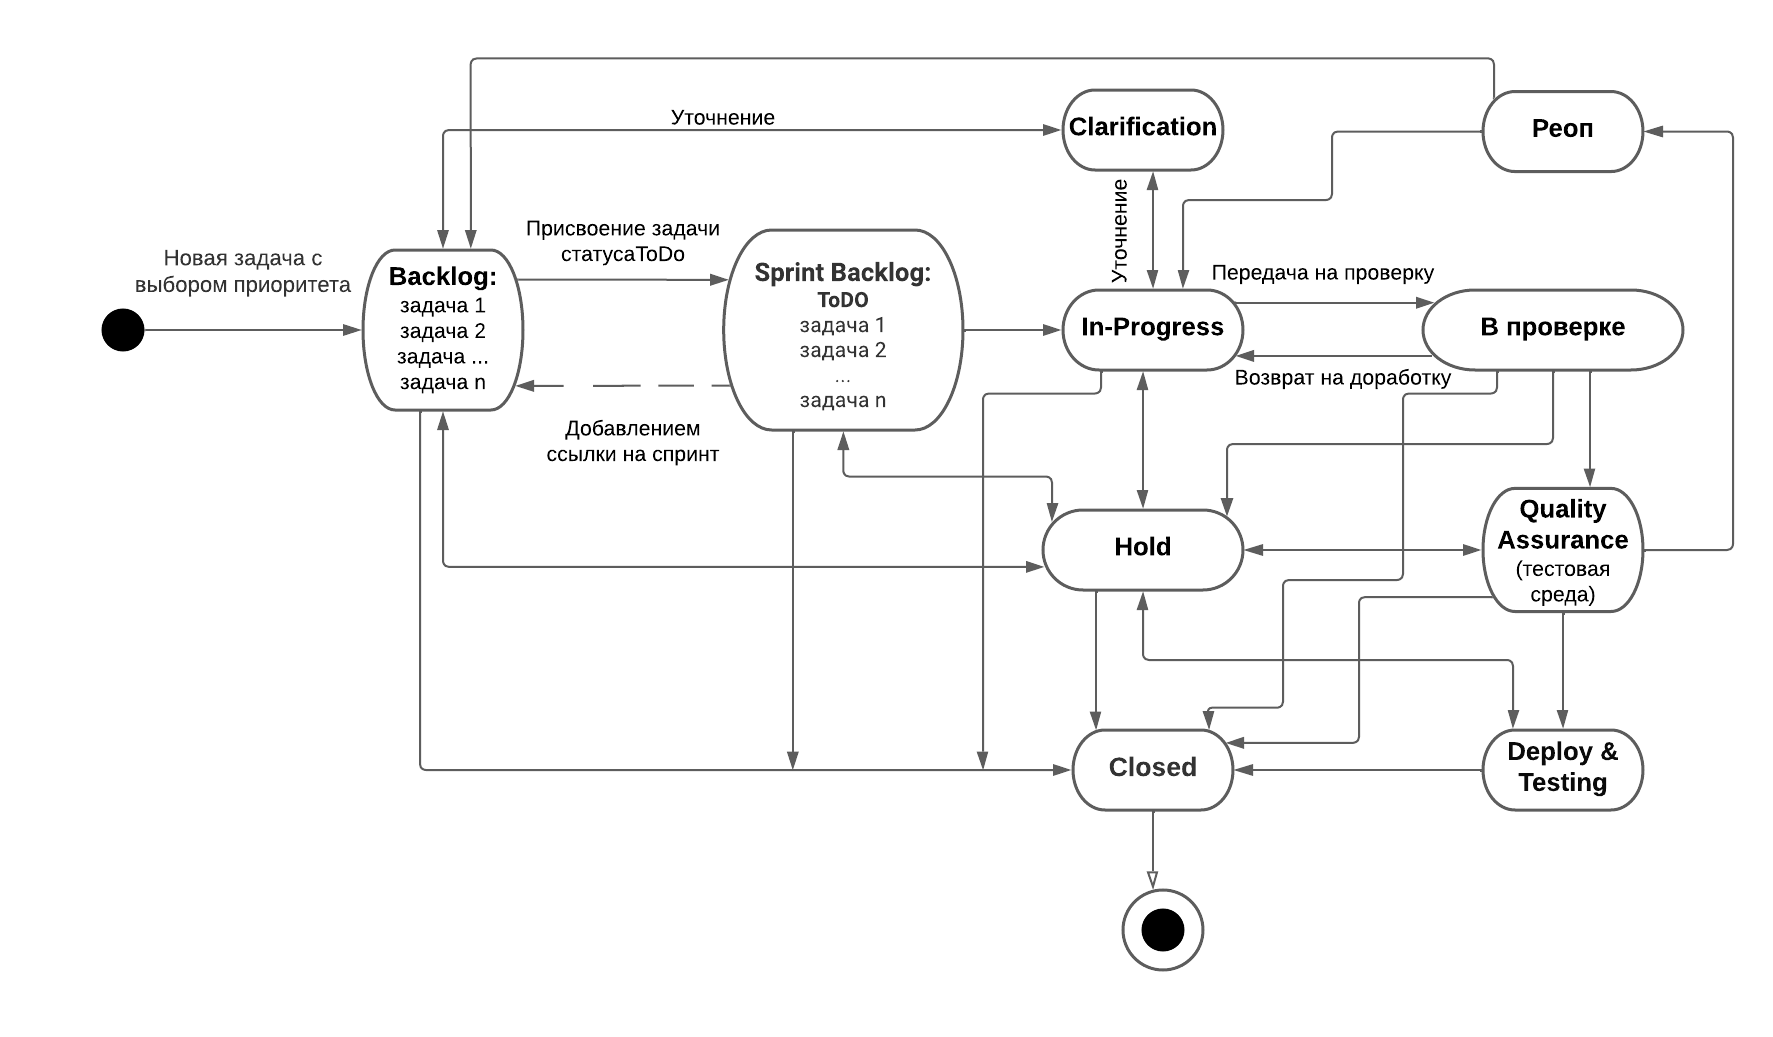 Уточнение
Clarification
Реоп
Уточнение
Новая задача с
выбором приоритета
Присвоение задачи
статусаToDo
Backlog:
задача 1
задача 2
задача ...
задача n
Sprint Backlog:
ToDO
задача 1
задача 2
...
задача n
Передача на проверку
In-Progress
В проверке
Возврат на доработку
Добавлением
ссылки на спринт
Hold
Quality
Assurance
(тестовая
среда)
Closed
Deploy &
Testing